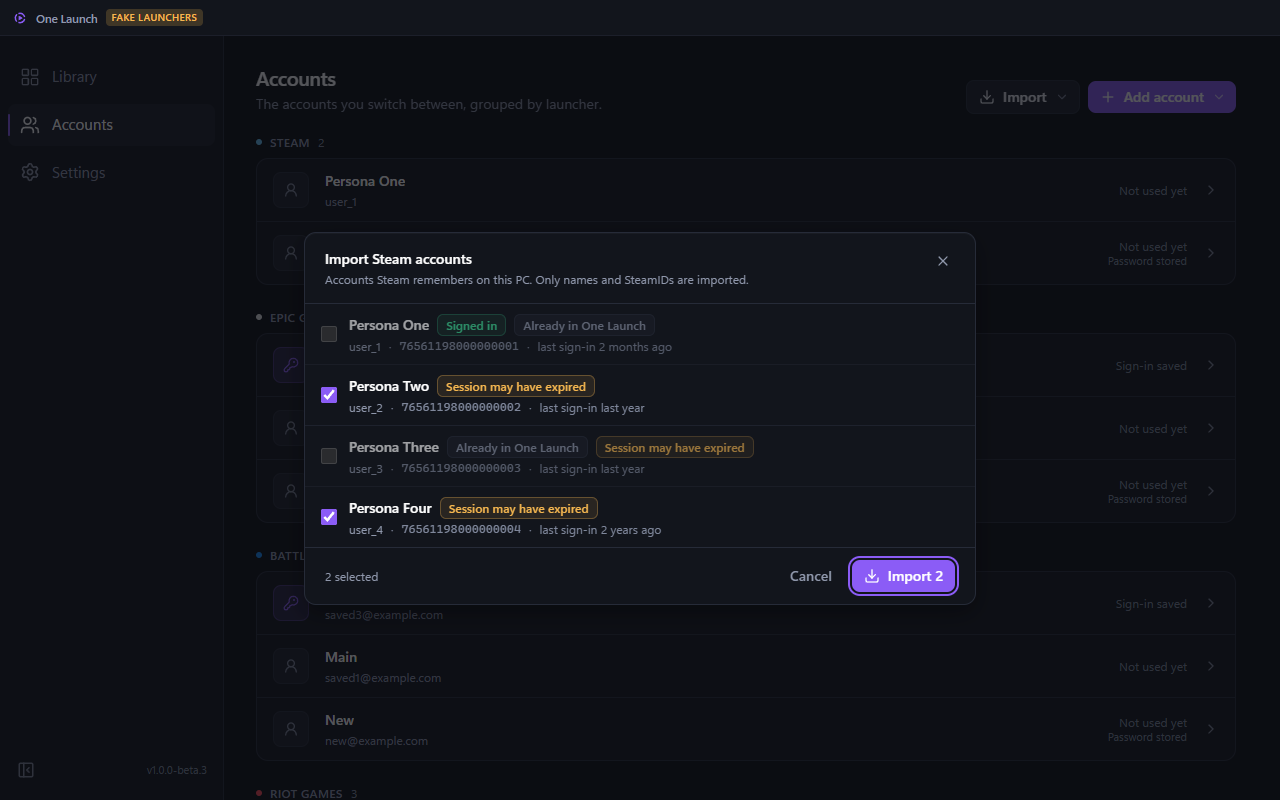 One Launch FAKE LAUNCHERS
Library
Accounts
Settings
v1.0.0-beta.3
Accounts
The accounts you switch between, grouped by launcher.
Import
Add account
STEAM 2
Persona One
user_1
Not used yet
Not used yet
Password stored
Import Steam accounts
Accounts Steam remembers on this PC. Only names and SteamIDs are imported.
Persona One Signed in Already in One Launch
user_1 · 76561198000000001 · last sign-in 2 months ago
Persona Two Session may have expired
user_2 · 76561198000000002 · last sign-in last year
Persona Three Already in One Launch Session may have expired
user_3 · 76561198000000003 · last sign-in last year
Persona Four Session may have expired
user_4 · 76561198000000004 · last sign-in 2 years ago
2 selected
Cancel
Import 2
EPIC
Sign-in saved
Not used yet
Not used yet
Password stored
Sign-in saved
saved3@example.com
Main
saved1@example.com
Not used yet
New
new@example.com
Not used yet
Password stored
RIOT GAMES 3